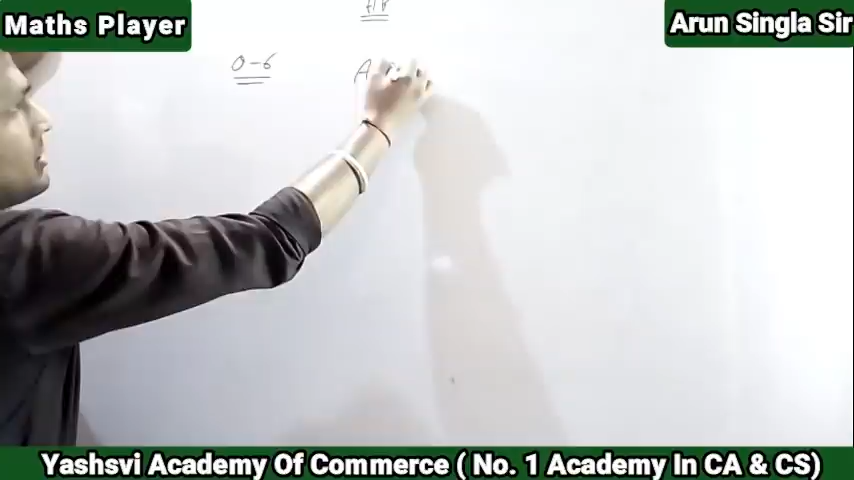 Maths Player
Arun Singla Sir
0-6
A
Yashsvi Academy Of Commerce ( No. 1 Academy In CA & CS)